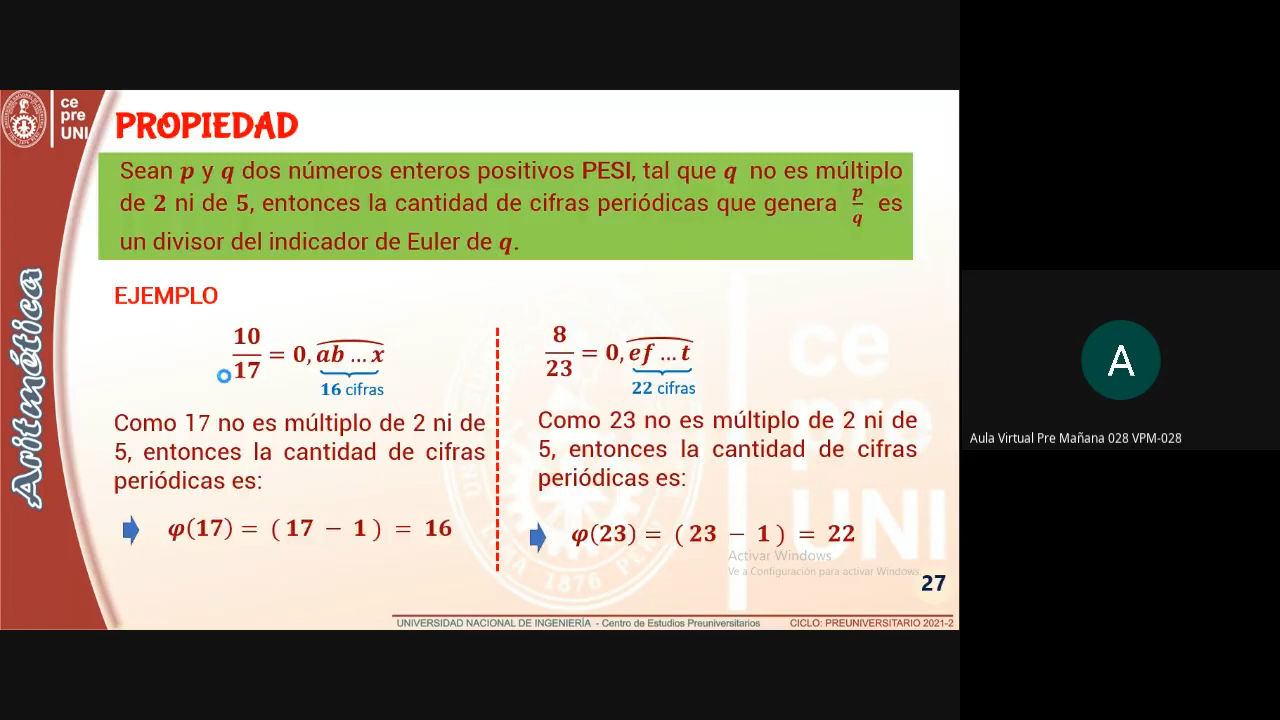 ce
pre
UNI
PROPIEDAD
Sean p y q dos números enteros positivos PESI, tal que q no es múltiplo
de 2 ni de 5, entonces la cantidad de cifras periódicas que genera p/q es
un divisor del indicador de Euler de q.
Aritmética
EJEMPLO
10/17 = 0,ab ... x
16 cifras
Como 17 no es múltiplo de 2 ni de
5, entonces la cantidad de cifras
periódicas es:
φ(17) = ( 17 − 1 ) = 16
8/23 = 0,ef ... t
22 cifras
Como 23 no es múltiplo de 2 ni de
5, entonces la cantidad de cifras
periódicas es:
φ(23) = ( 23 − 1 ) = 22
ce
pre
UNI
1876
Activar Windows
Ve a Configuración para activar Windows.
27
UNIVERSIDAD NACIONAL DE INGENIERÍA - Centro de Estudios Preuniversitarios
CICLO: PREUNIVERSITARIO 2021-2
A
Aula Virtual Pre Mañana 028 VPM-028